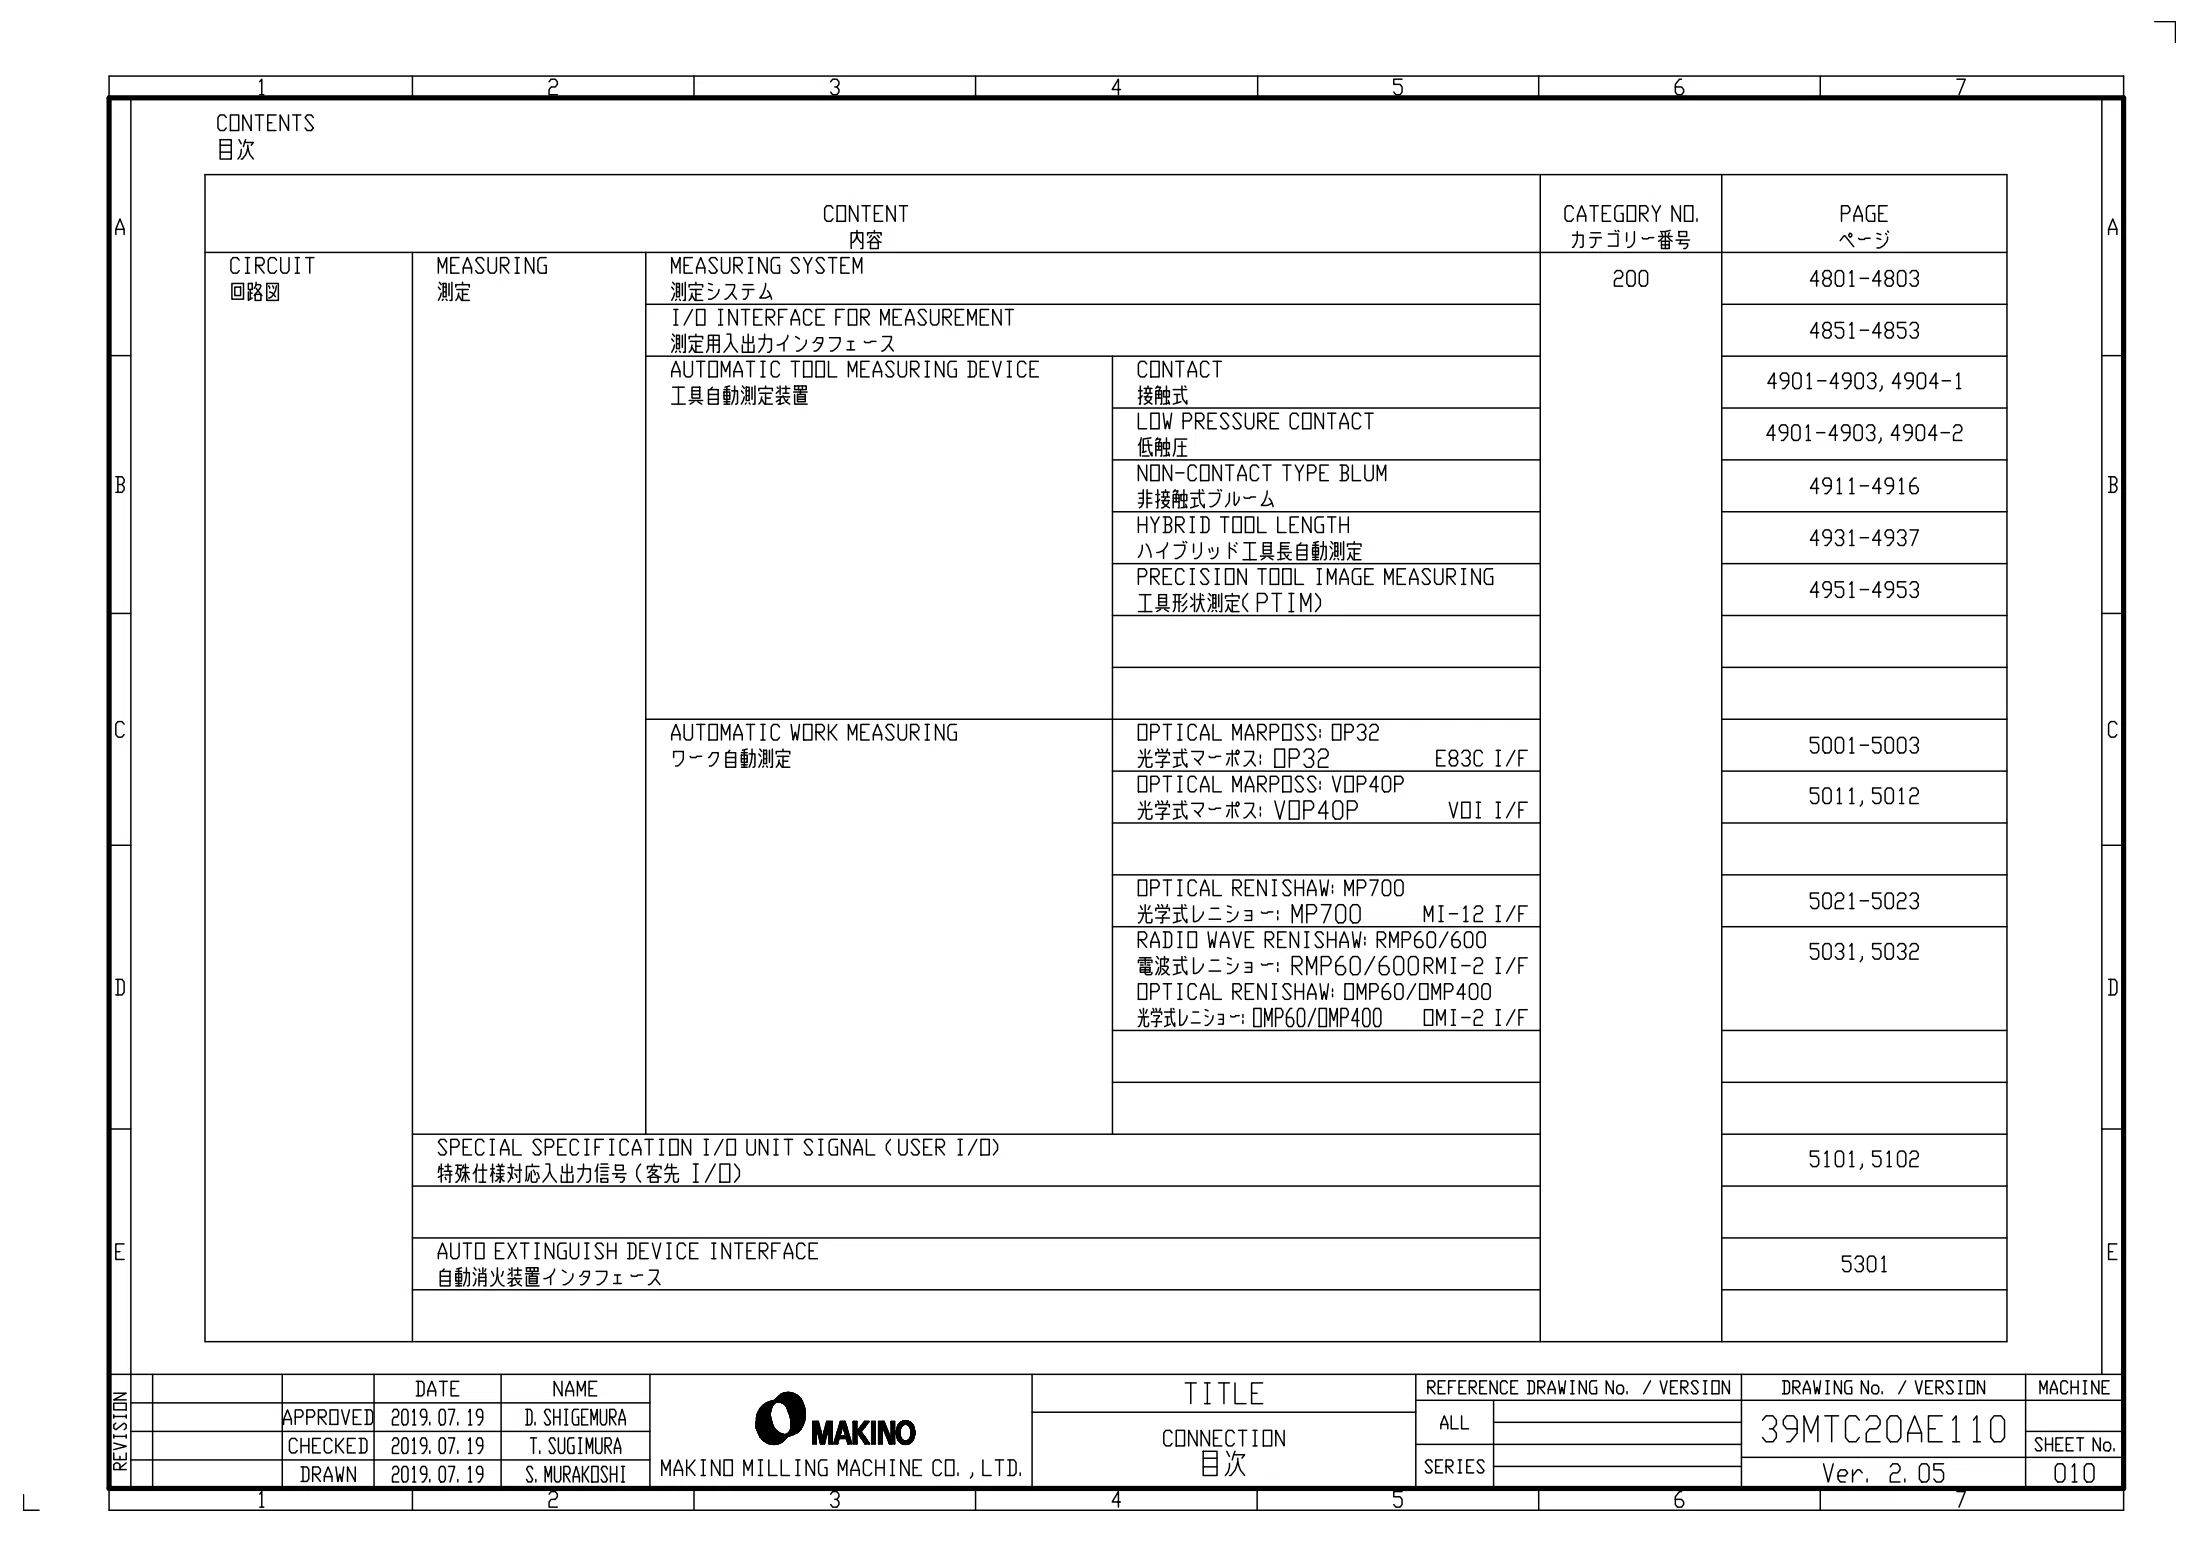 1 2 3 4 5 6 7
CONTENTS
目次
CONTENT
内容
CATEGORY NO.
カテゴリー番号
PAGE
ページ
A
A
CIRCUIT
回路図
MEASURING
測定
MEASURING SYSTEM
測定システム
200
4801-4803
I/O INTERFACE FOR MEASUREMENT
測定用入出力インタフェース
4851-4853
AUTOMATIC TOOL MEASURING DEVICE
工具自動測定装置
CONTACT
接触式
4901-4903, 4904-1
LOW PRESSURE CONTACT
低触圧
4901-4903, 4904-2
B
B
NON-CONTACT TYPE BLUM
非接触式ブルーム
4911-4916
HYBRID TOOL LENGTH
ハイブリッド工具長自動測定
4931-4937
PRECISION TOOL IMAGE MEASURING
工具形状測定(PTIM)
4951-4953
C
C
AUTOMATIC WORK MEASURING
ワーク自動測定
OPTICAL MARPOSS: OP32
光学式マーポス: OP32 E83C I/F
5001-5003
OPTICAL MARPOSS: VOP40P
光学式マーポス: VOP40P VOI I/F
5011, 5012
OPTICAL RENISHAW: MP700
光学式レニショー: MP700 MI-12 I/F
5021-5023
RADIO WAVE RENISHAW: RMP60/600
電波式レニショー: RMP60/600RMI-2 I/F
5031, 5032
D
D
OPTICAL RENISHAW: OMP60/OMP400
光学式レニショー: OMP60/OMP400 OMI-2 I/F
SPECIAL SPECIFICATION I/O UNIT SIGNAL (USER I/O)
特殊仕様対応入出力信号(客先 I/O)
5101, 5102
E
E
AUTO EXTINGUISH DEVICE INTERFACE
自動消火装置インタフェース
5301
REVISION
DATE NAME
APPROVED 2019. 07. 19 D. SHIGEMURA
CHECKED 2019. 07. 19 T. SUGIMURA
DRAWN 2019. 07. 19 S. MURAKOSHI
MAKINO
MAKINO MILLING MACHINE CO. , LTD.
TITLE
CONNECTION
目次
REFERENCE DRAWING No. / VERSION
ALL
SERIES
DRAWING No. / VERSION
39MTC20AE110
Ver. 2. 05
MACHINE
SHEET No.
010
1 2 3 4 5 6 7